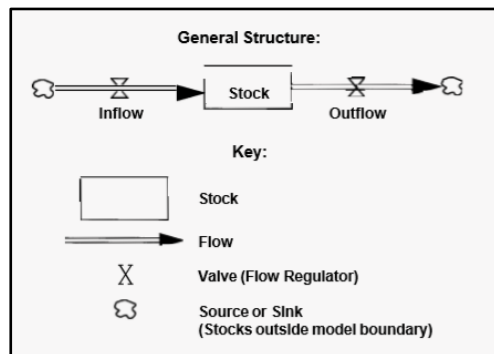 General Structure:
Stock
Inflow
Outflow
Key:
Stock
Flow
Valve (Flow Regulator)
Source or Sink
(Stocks outside model boundary)